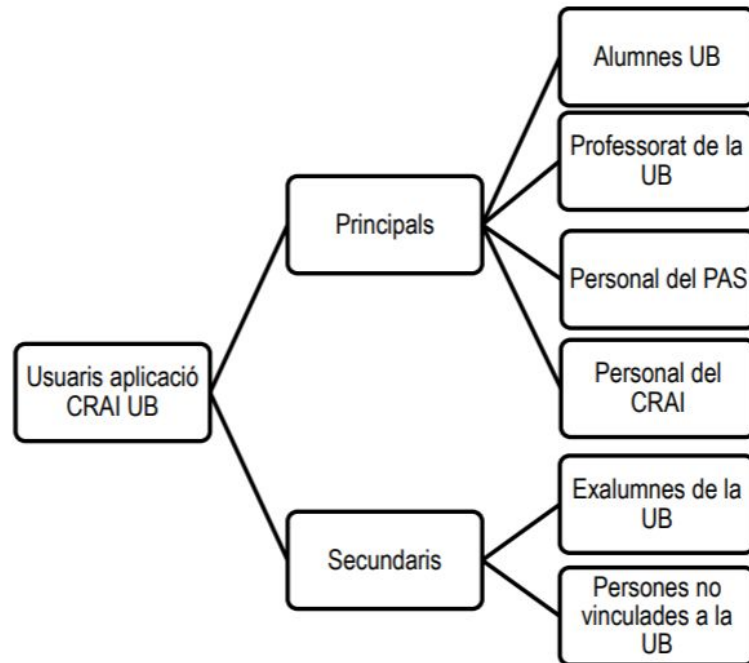 Usuaris aplicació
CRAI UB
Principals
Alumnes UB
Professorat de la
UB
Personal del PAS
Personal del
CRAI
Secundaris
Exalumnes de la
UB
Persones no
vinculades a la
UB